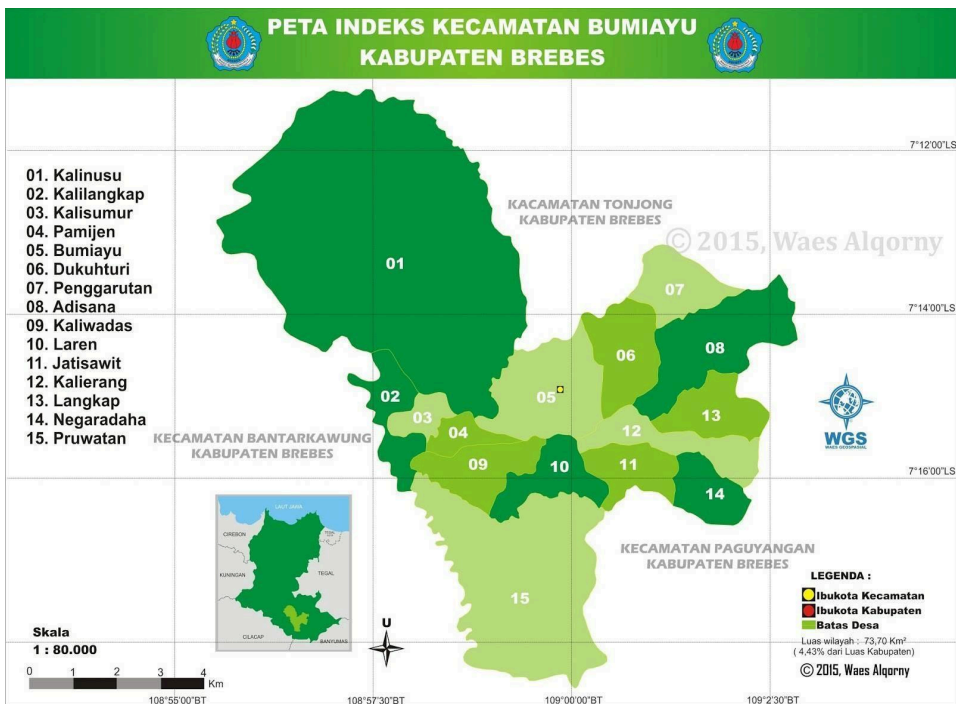 PETA INDEKS KECAMATAN BUMIAYU
KABUPATEN BREBES
01. Kalinusu
02. Kalilangkap
03. Kalisumur
04. Pamijen
05. Bumiayu
06. Dukuhturi
07. Penggarutan
08. Adisana
09. Kaliwadas
10. Laren
11. Jatisawit
12. Kalierang
13. Langkap
14. Negaradaha
15. Pruwatan
7°12'00"LS
KACAMATAN TONJONG
KABUPATEN BREBES
© 2015, Waes Alqorny
01
07
7°14'00"LS
06
08
02
05
03
13
04
12
WGS
WAES GEOSPASIAL
KECAMATAN BANTARKAWUNG
KABUPATEN BREBES
09
10
11
14
7°16'00"LS
15
KECAMATAN PAGUYANGAN
KABUPATEN BREBES
LAUT JAWA
CIREBON
KUNINGAN
TEGAL
CILACAP
BANYUMAS
LEGENDA :
Ibukota Kecamatan
Ibukota Kabupaten
Batas Desa
Luas wilayah : 73,70 Km²
( 4,43% dari Luas Kabupaten)
© 2015, Waes Alqorny
U
Skala
1 : 80.000
0 1 2 3 4
Km
108°55'00"BT
108°57'30"BT
109°00'00"BT
109°2'30"BT